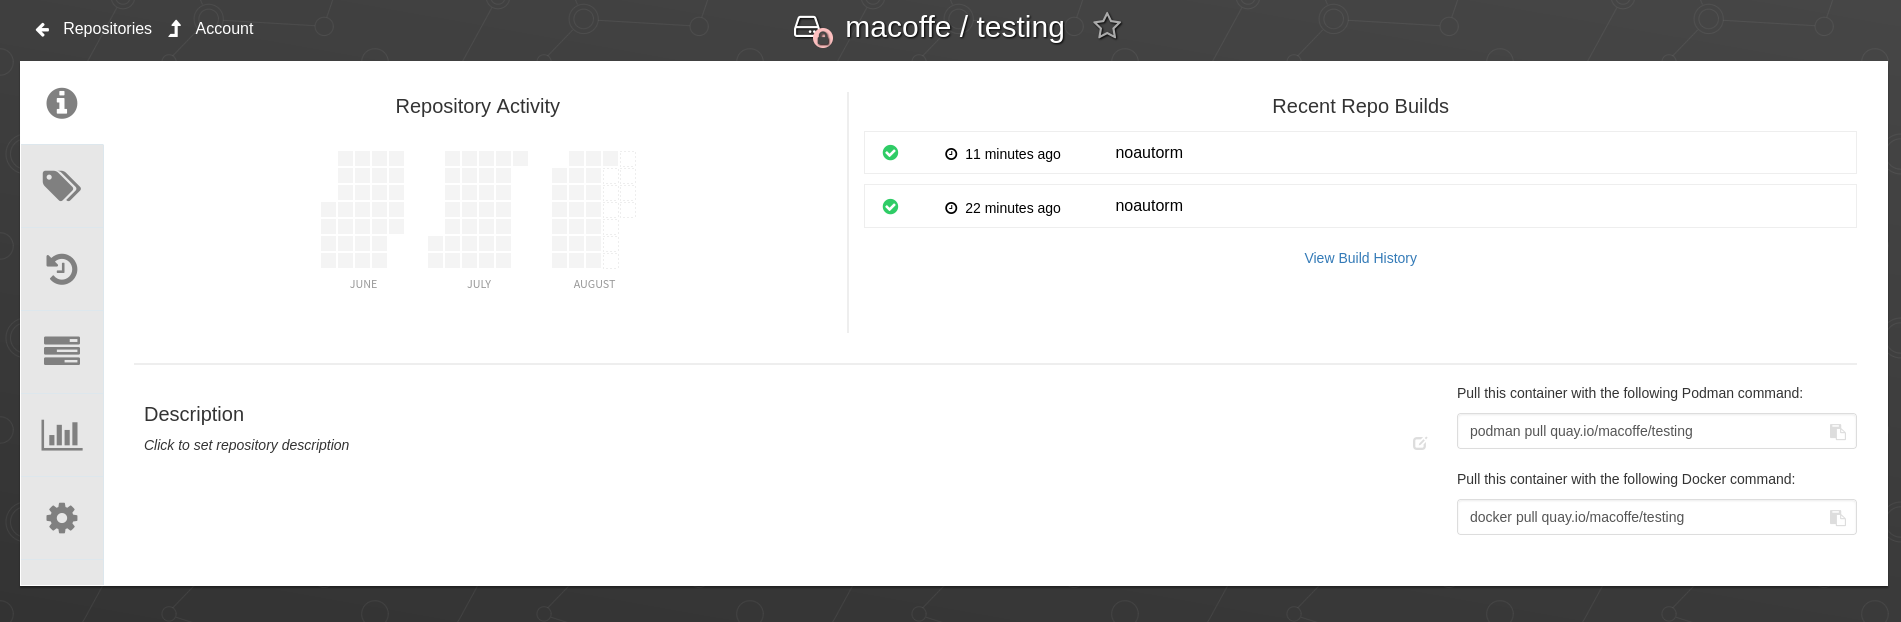 Repositories Account
macoffe / testing
Repository Activity
JUNE JULY AUGUST
Recent Repo Builds
11 minutes ago noautorm
22 minutes ago noautorm
View Build History
Description
Click to set repository description
Pull this container with the following Podman command:
podman pull quay.io/macoffe/testing
Pull this container with the following Docker command:
docker pull quay.io/macoffe/testing